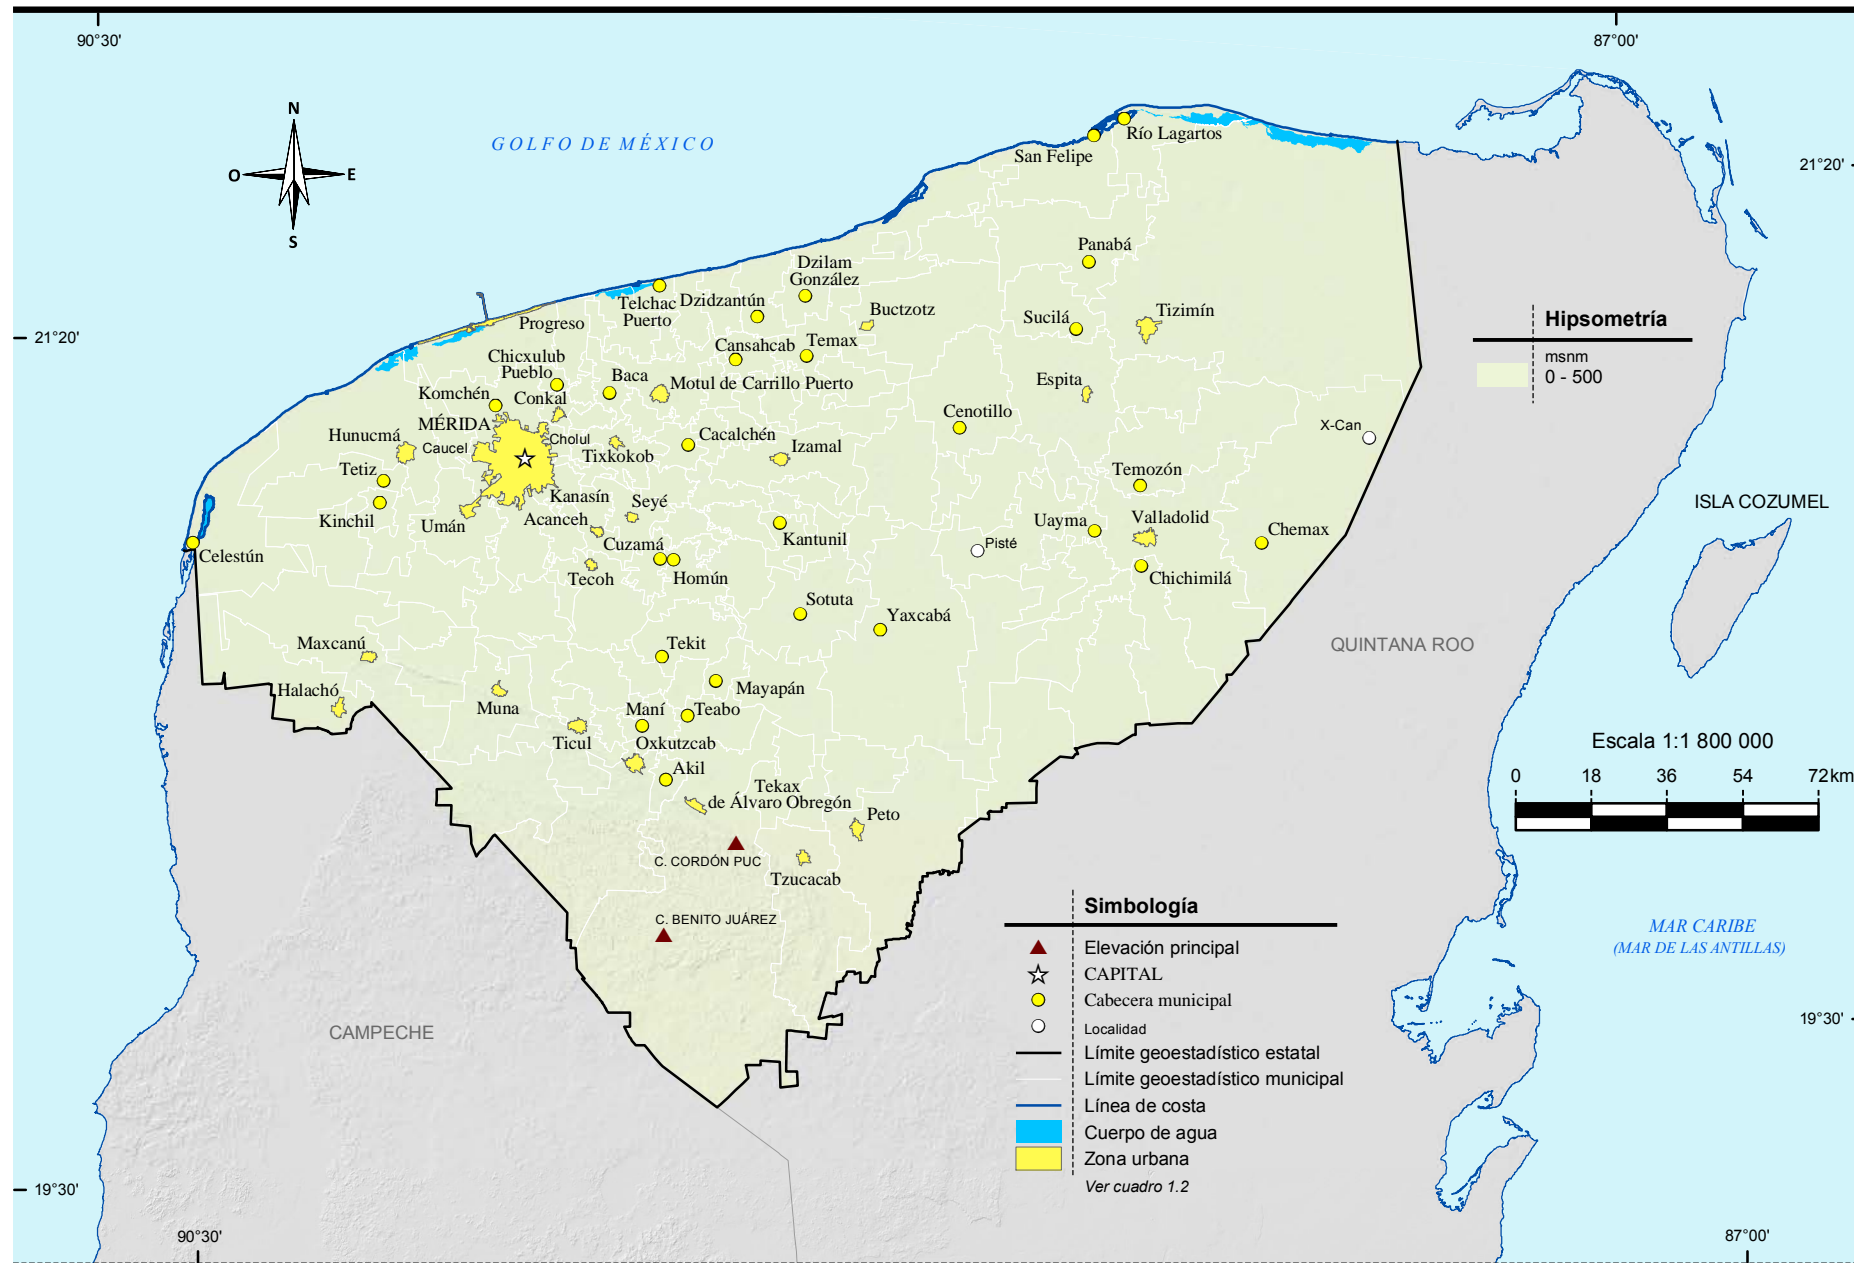 90°30'
87°00'
N
O
E
S
GOLFO DE MÉXICO
Río Lagartos
San Felipe
21°20'
Panabá
Dzilam
González
Telchac
Puerto
Dzidzantún
Buctzotz
Sucilá
Tizimín
Progreso
21°20'
Cansahcab
Temax
Chicxulub
Pueblo
Baca
Motul de Carrillo Puerto
Espita
Komchén
Conkal
Cenotillo
MÉRIDA
X-Can
Hunucmá
Caucel
Cholul
Cacalchén
Izamal
Tixkokob
Tetiz
Temozón
Kanasín
Seyé
Kinchil
Umán
Acanceh
Uayma
Valladolid
Chemax
Kantunil
Cuzamá
Pisté
Celestún
Tecoh
Homún
Chichimilá
Sotuta
Yaxcabá
Maxcanú
Tekit
Halachó
Mayapán
Muna
Maní
Teabo
Ticul
Oxkutzcab
Akil
Tekax
de Álvaro Obregón
Peto
C. CORDÓN PUC
Tzucacab
C. BENITO JUÁREZ
CAMPECHE
QUINTANA ROO
ISLA COZUMEL
Hipsometría
msnm
0 - 500
Escala 1:1 800 000
0 18 36 54 72 km
MAR CARIBE
(MAR DE LAS ANTILLAS)
Simbología
Elevación principal
CAPITAL
Cabecera municipal
Localidad
Límite geoestadístico estatal
Límite geoestadístico municipal
Línea de costa
Cuerpo de agua
Zona urbana
Ver cuadro 1.2
19°30'
19°30'
90°30'
87°00'